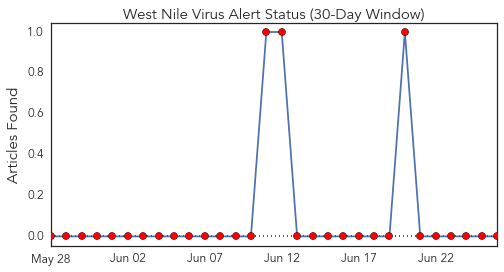 West Nile Virus Alert Status (30-Day Window)
Articles Found
1.0
0.8
0.6
0.4
0.2
0.0
May 28 Jun 02 Jun 07 Jun 12 Jun 17 Jun 22